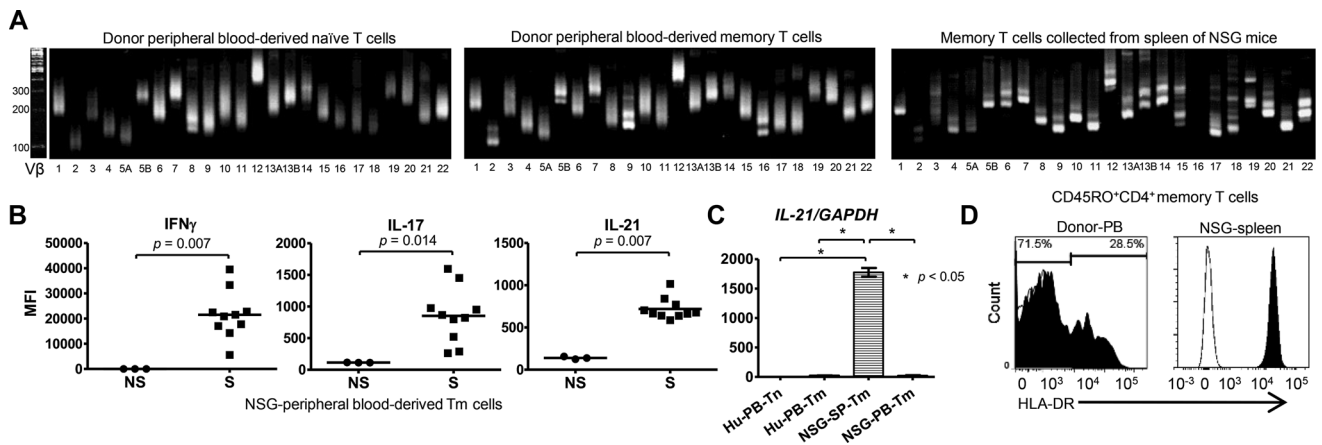 A
Donor peripheral blood-derived naïve T cells
Donor peripheral blood-derived memory T cells
Memory T cells collected from spleen of NSG mice
300
200
100
Vβ
1 2 3 4 5A 5B 6 7 8 9 10 11 12 13A 13B 14 15 16 17 18 19 20 21 22
1 2 3 4 5A 5B 6 7 8 9 10 11 12 13A 13B 14 15 16 17 18 19 20 21 22
1 2 3 4 5A 5B 6 7 8 9 10 11 12 13A 13B 14 15 16 17 18 19 20 21 22
B
IFNγ
p = 0.007
MFI
50000
40000
30000
20000
10000
0
NS S
IL-17
p = 0.014
2000
1500
1000
500
0
NS S
IL-21
p = 0.007
1500
1000
500
0
NS S
NSG-peripheral blood-derived Tm cells
C
IL-21/GAPDH
* *
*
* p < 0.05
2000
1500
1000
500
0
Hu-PB-Tn
Hu-PB-Tm
NSG-SP-Tm
NSG-PB-Tm
D
CD45RO⁺CD4⁺ memory T cells
Donor-PB
NSG-spleen
71.5% 28.5%
Count
0
0 10³ 10⁴ 10⁵
10⁻³ 0 10³ 10⁴ 10⁵
HLA-DR